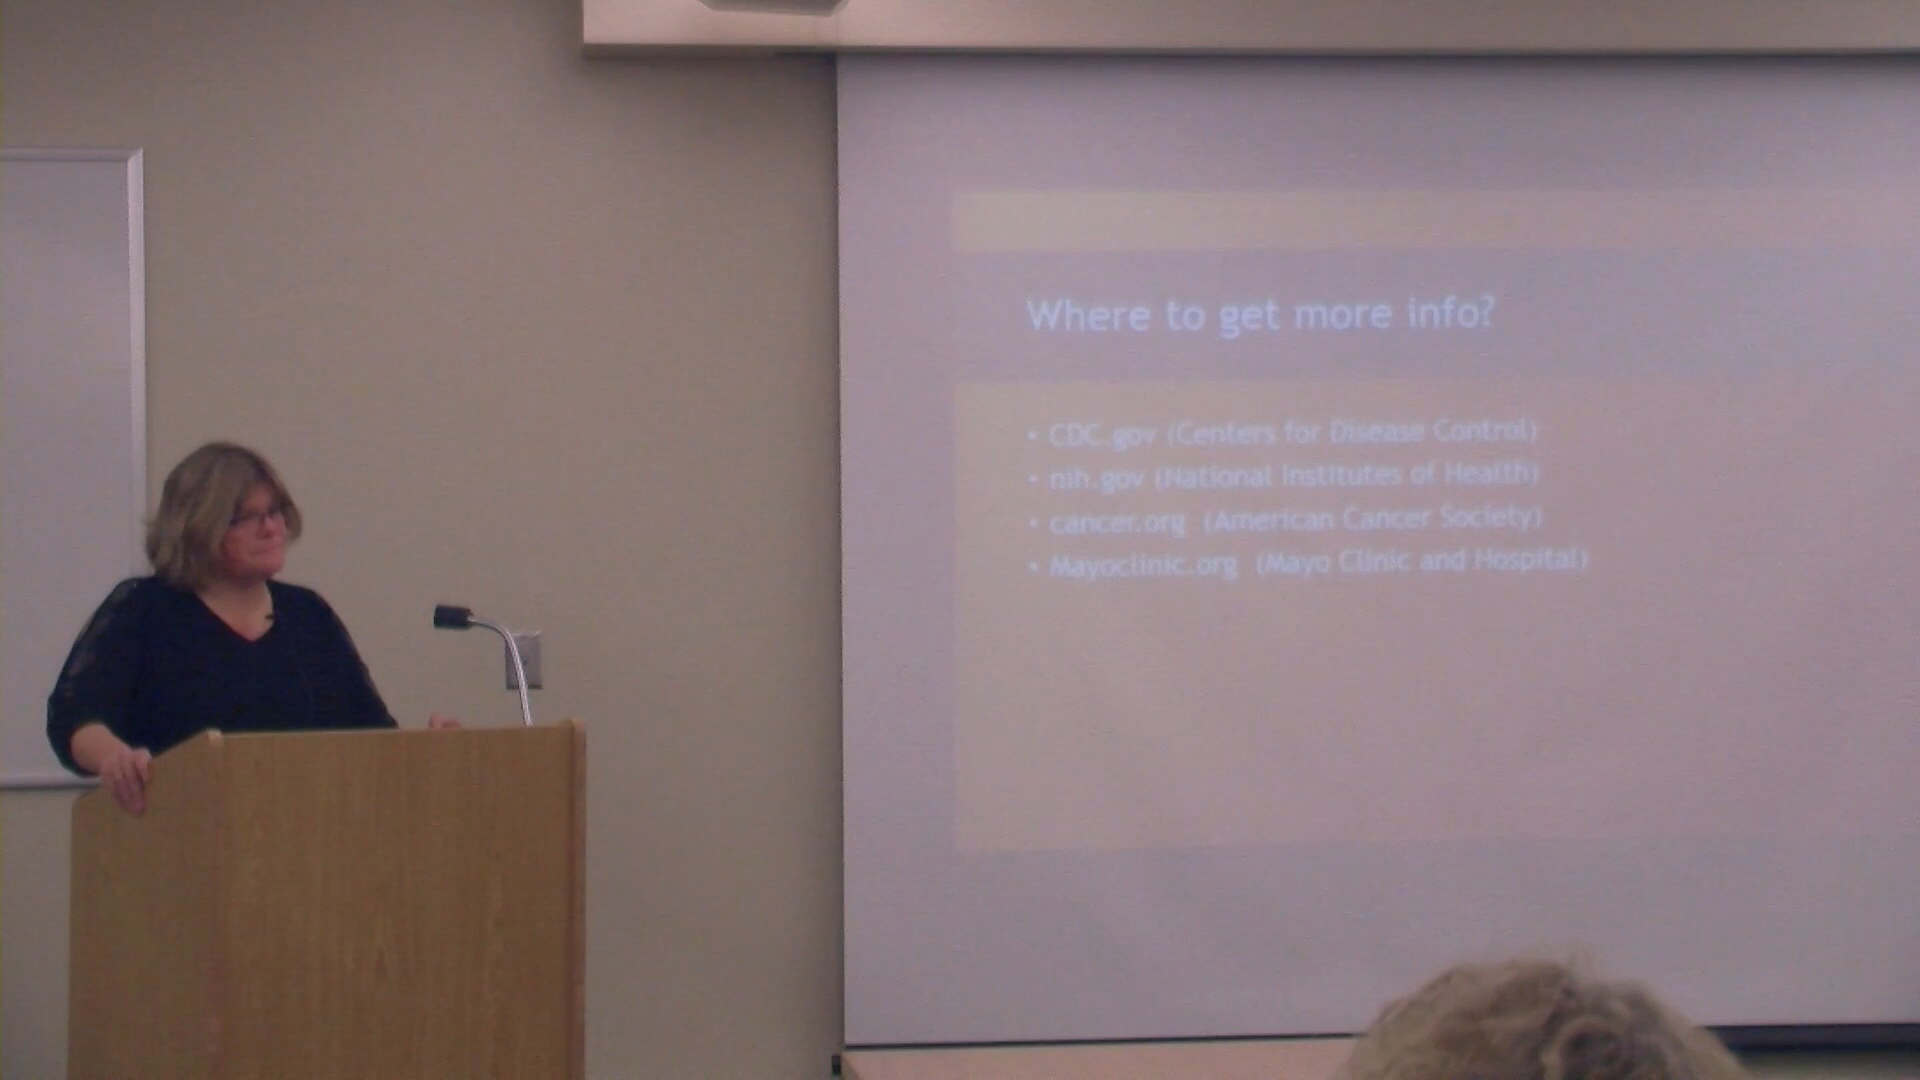 Where to get more info?
• CDC.gov (Centers for Disease Control)
• nih.gov (National Institutes of Health)
• cancer.org (American Cancer Society)
• Mayoclinic.org (Mayo Clinic and Hospital)